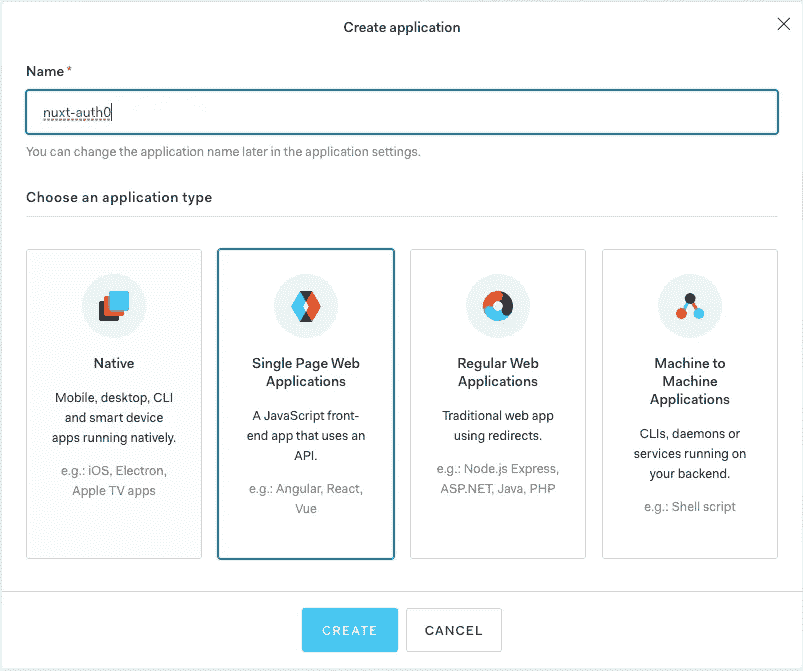 Create application
Name *
nuxt-auth0
You can change the application name later in the application settings.
Choose an application type
Native
Mobile, desktop, CLI
and smart device
apps running natively.
e.g.: iOS, Electron,
Apple TV apps
Single Page Web
Applications
A JavaScript front-
end app that uses an
API.
e.g.: Angular, React,
Vue
Regular Web
Applications
Traditional web app
using redirects.
e.g.: Node.js Express,
ASP.NET, Java, PHP
Machine to
Machine
Applications
CLIs, daemons or
services running on
your backend.
e.g.: Shell script
CREATE
CANCEL